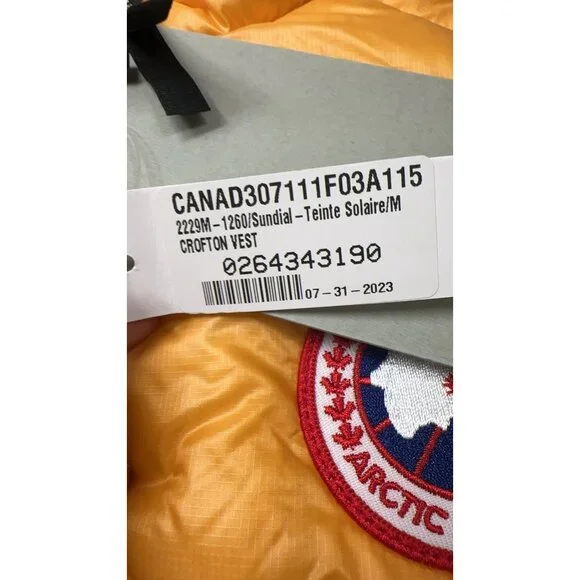 CANAD307111F03A115
2229M-1260/Sundial-Teinte Solaire/M
CROFTON VEST
0264343190
07-31-2023
ARCTIC